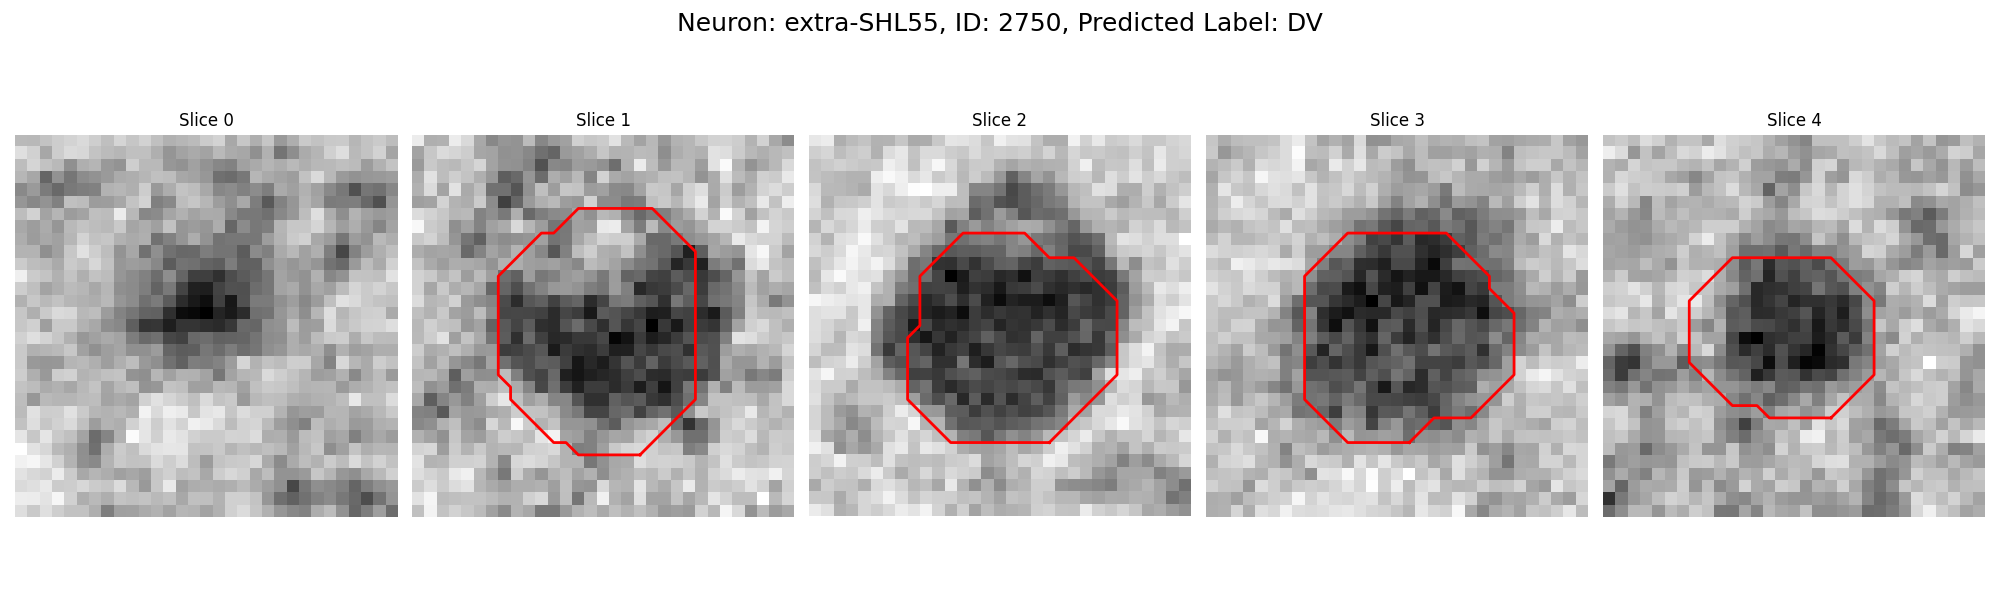 Neuron: extra-SHL55, ID: 2750, Predicted Label: DV
Slice 0
Slice 1
Slice 2
Slice 3
Slice 4